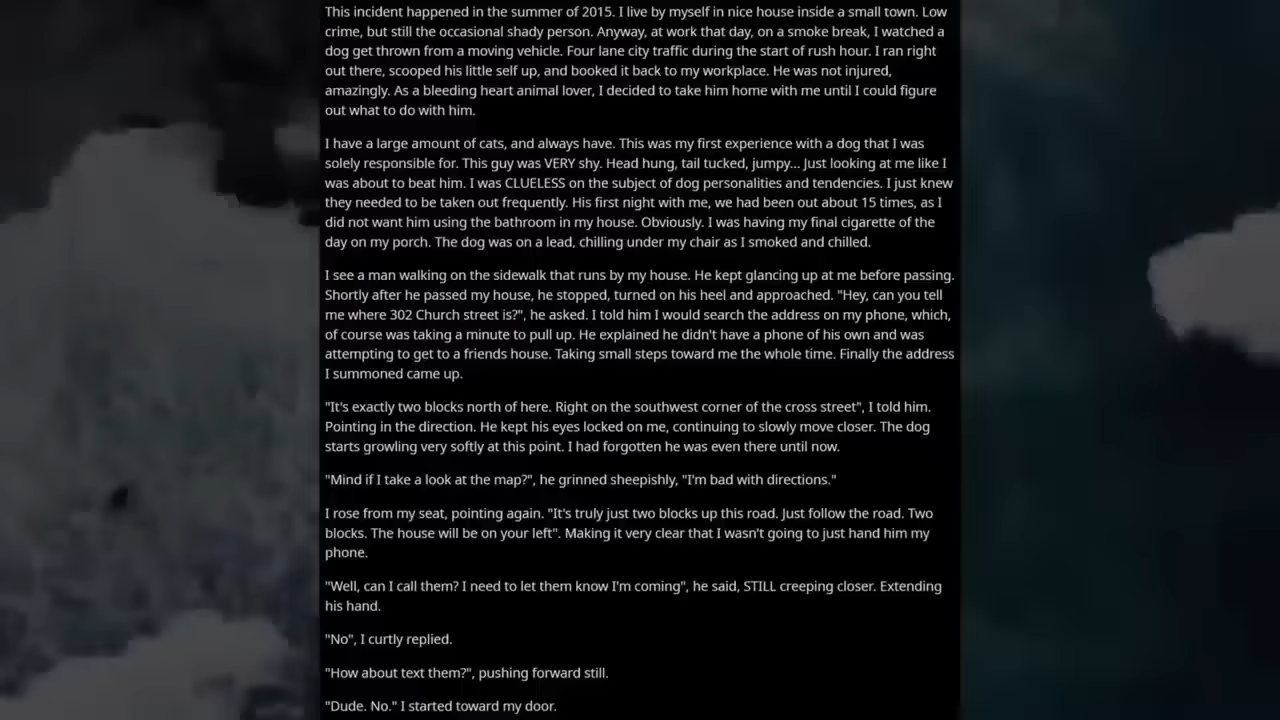 This incident happened in the summer of 2015. I live by myself in nice house inside a small town. Low
crime, but still the occasional shady person. Anyway, at work that day, on a smoke break, I watched a
dog get thrown from a moving vehicle. Four lane city traffic during the start of rush hour. I ran right
out there, scooped his little self up, and booked it back to my workplace. He was not injured,
amazingly. As a bleeding heart animal lover, I decided to take him home with me until I could figure
out what to do with him.
I have a large amount of cats, and always have. This was my first experience with a dog that I was
solely responsible for. This guy was VERY shy. Head hung, tail tucked, jumpy... Just looking at me like I
was about to beat him. I was CLUELESS on the subject of dog personalities and tendencies. I just knew
they needed to be taken out frequently. His first night with me, we had been out about 15 times, as I
did not want him using the bathroom in my house. Obviously. I was having my final cigarette of the
day on my porch. The dog was on a lead, chilling under my chair as I smoked and chilled.
I see a man walking on the sidewalk that runs by my house. He kept glancing up at me before passing.
Shortly after he passed my house, he stopped, turned on his heel and approached. "Hey, can you tell
me where 302 Church street is?", he asked. I told him I would search the address on my phone, which,
of course was taking a minute to pull up. He explained he didn't have a phone of his own and was
attempting to get to a friends house. Taking small steps toward me the whole time. Finally the address
I summoned came up.
"It's exactly two blocks north of here. Right on the southwest corner of the cross street", I told him.
Pointing in the direction. He kept his eyes locked on me, continuing to slowly move closer. The dog
starts growling very softly at this point. I had forgotten he was even there until now.
"Mind if I take a look at the map?", he grinned sheepishly, "I'm bad with directions."
I rose from my seat, pointing again. "It's truly just two blocks up this road. Just follow the road. Two
blocks. The house will be on your left". Making it very clear that I wasn't going to just hand him my
phone.
"Well, can I call them? I need to let them know I'm coming", he said, STILL creeping closer. Extending
his hand.
"No", I curtly replied.
"How about text them?", pushing forward still.
"Dude. No." I started toward my door.